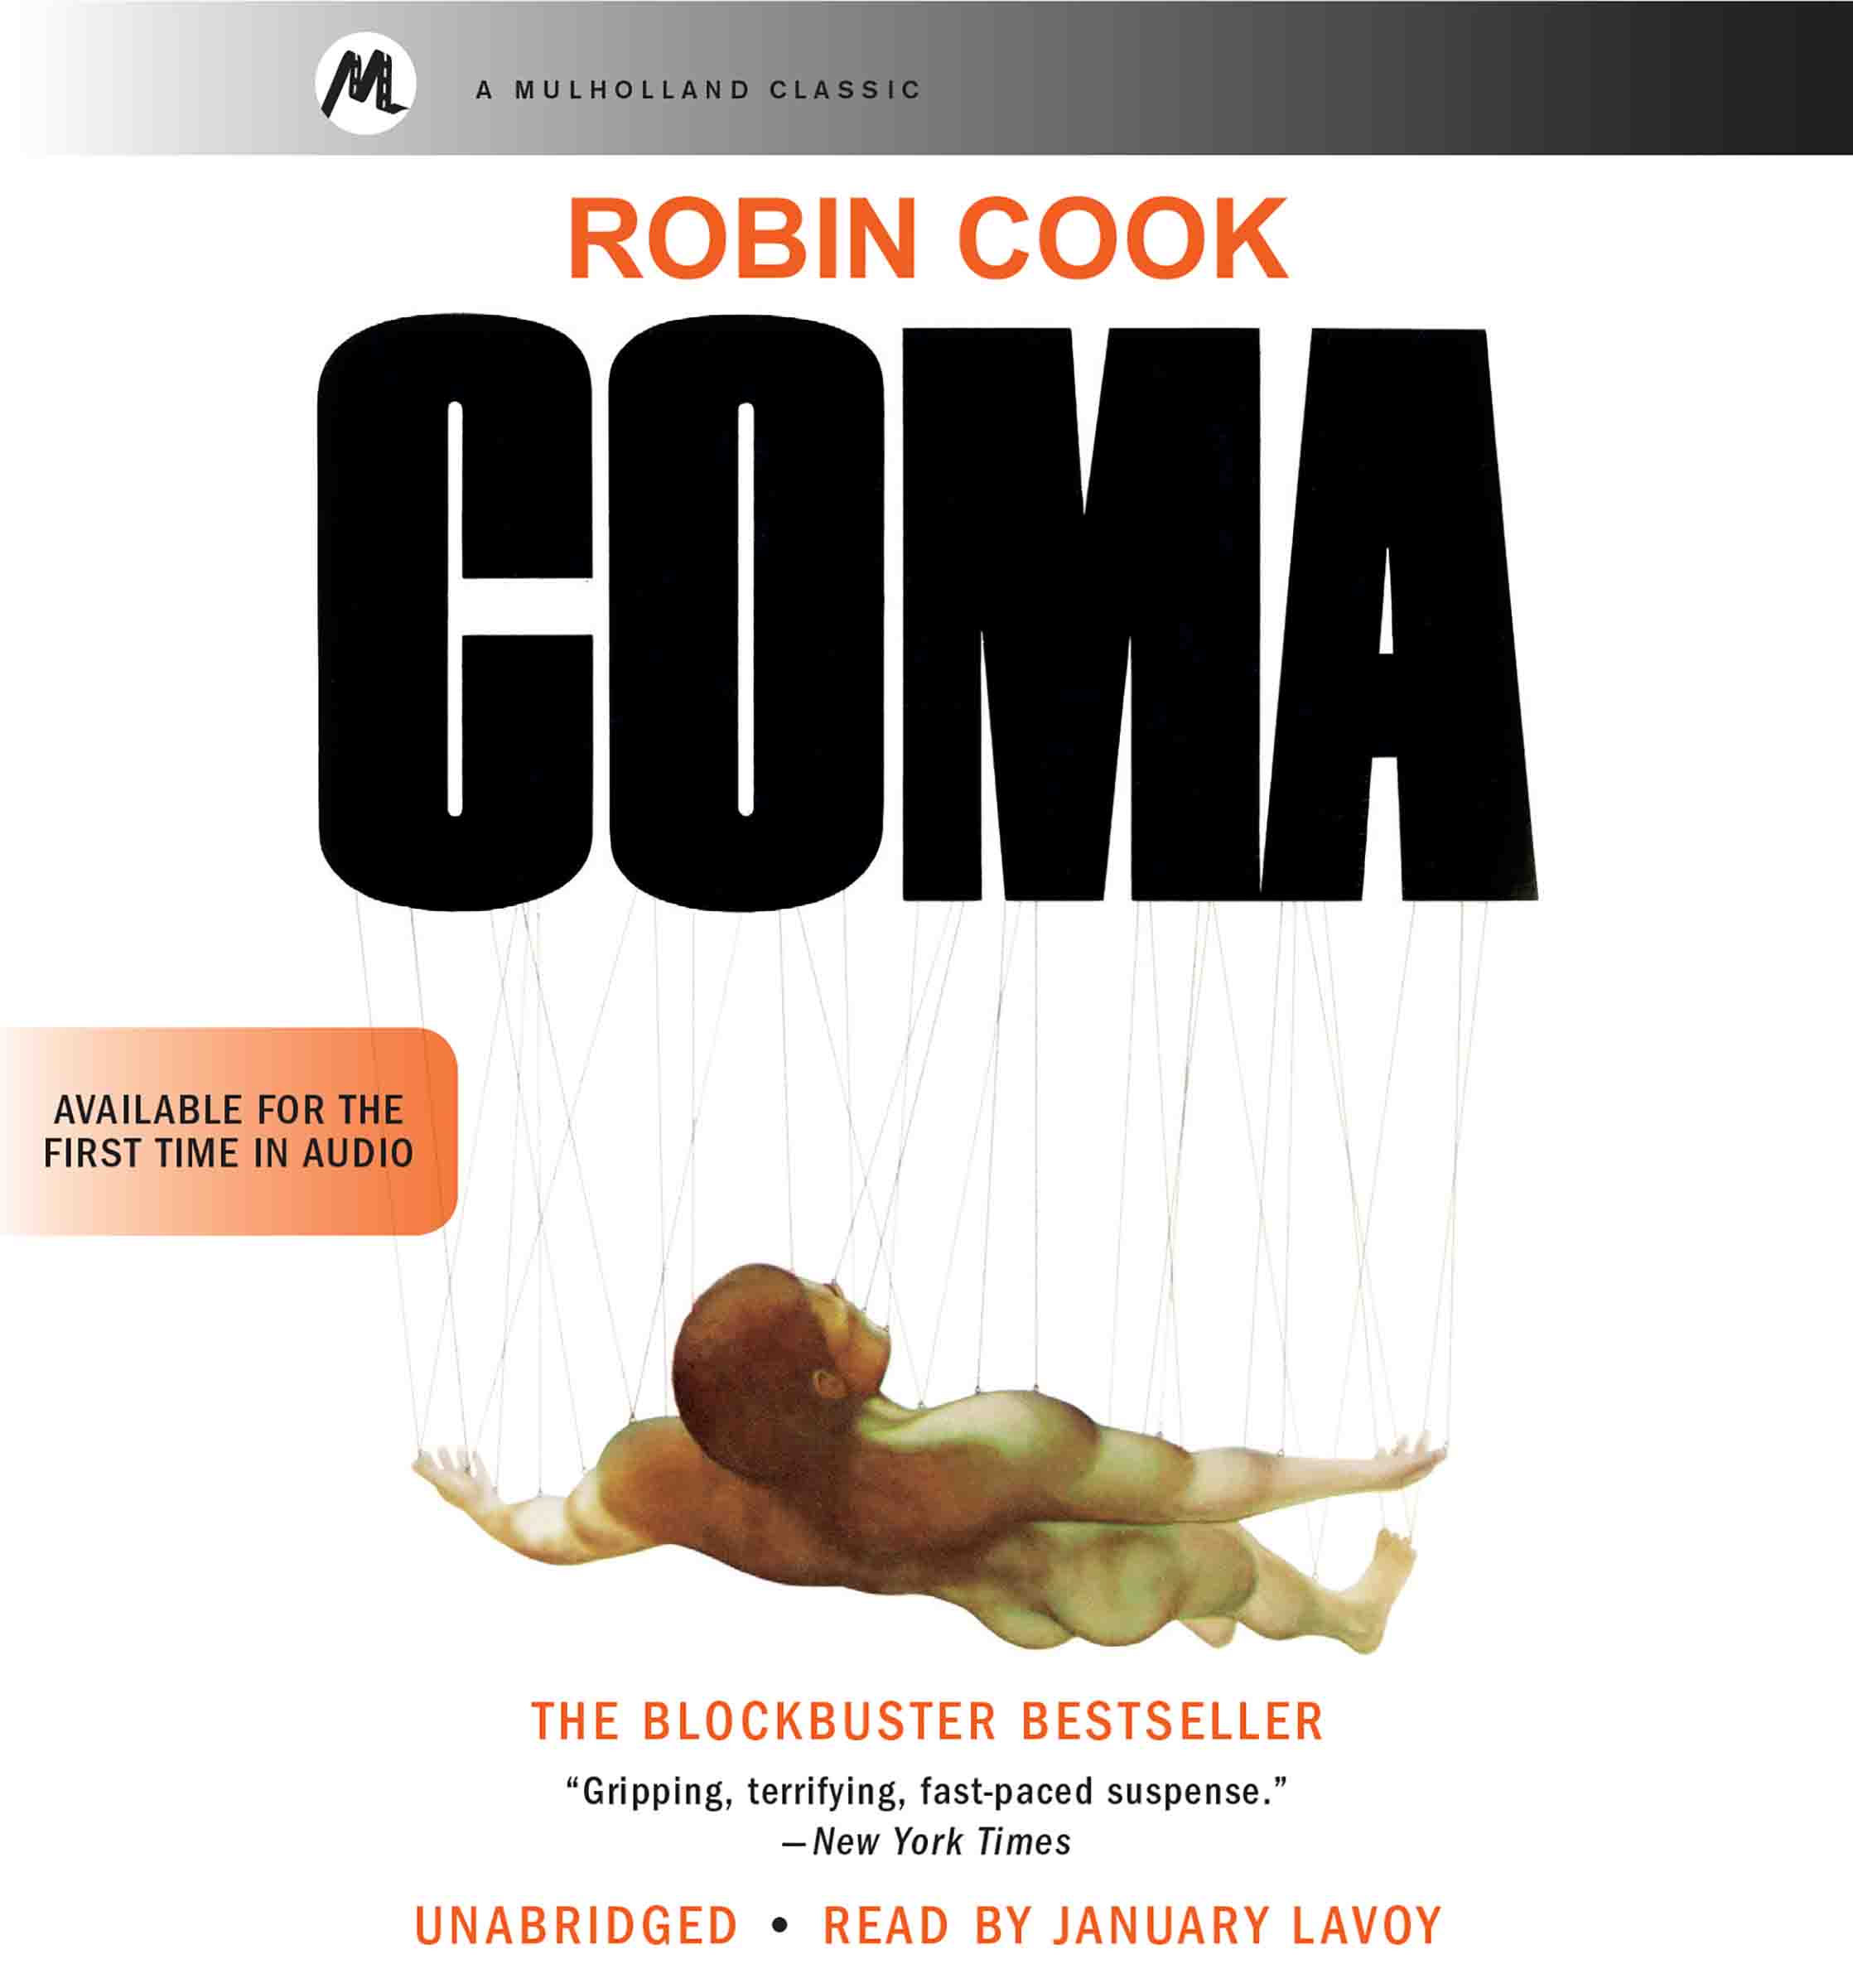 A MULHOLLAND CLASSIC
ROBIN COOK
COMA
AVAILABLE FOR THE
FIRST TIME IN AUDIO
THE BLOCKBUSTER BESTSELLER
“Gripping, terrifying, fast-paced suspense.”
—New York Times
UNABRIDGED • READ BY JANUARY LAVOY